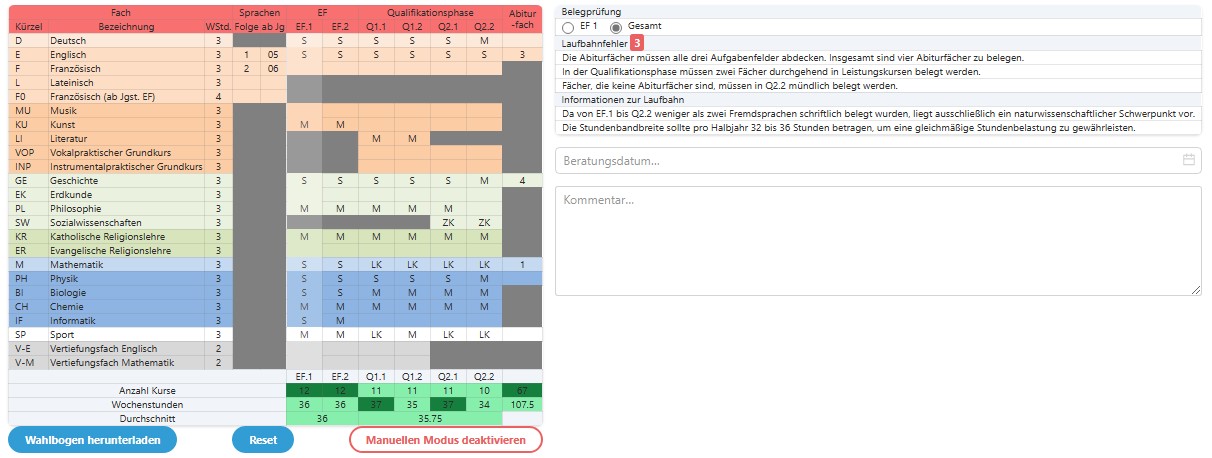 Fach Sprachen EF Qualifikationsphase Abitur
Kürzel Bezeichnung WStd. Folge ab Jg EF.1 EF.2 Q1.1 Q1.2 Q2.1 Q2.2 -fach
D Deutsch 3 S S S S S M
E Englisch 3 1 05 S S S S S S 3
F Französisch 3 2 06
L Lateinisch 3
F0 Französisch (ab Jgst. EF) 4
MU Musik 3
KU Kunst 3 M M
LI Literatur 3 M M
VOP Vokalpraktischer Grundkurs 3
INP Instrumentalpraktischer Grundkurs 3
GE Geschichte 3 S S S S S M 4
EK Erdkunde 3
PL Philosophie 3 M M M M M
SW Sozialwissenschaften 3 ZK ZK
KR Katholische Religionslehre 3 M M M M M M
ER Evangelische Religionslehre 3
M Mathematik 3 S S LK LK LK LK 1
PH Physik 3 S S S S S M
BI Biologie 3 S S M M M M
CH Chemie 3 M M M M M M
IF Informatik 3 S M
SP Sport 3 M M LK M LK LK
V-E Vertiefungsfach Englisch 2
V-M Vertiefungsfach Mathematik 2
EF.1 EF.2 Q1.1 Q1.2 Q2.1 Q2.2
Anzahl Kurse 12 12 11 11 11 10 67
Wochenstunden 36 36 37 35 37 34 107.5
Durchschnitt 36 35.75
Wahlbogen herunterladen Reset Manuellen Modus deaktivieren
Belegprüfung
EF 1 Gesamt
Laufbahnfehler 3
Die Abiturfächer müssen alle drei Aufgabenfelder abdecken. Insgesamt sind vier Abiturfächer zu belegen.
In der Qualifikationsphase müssen zwei Fächer durchgehend in Leistungskursen belegt werden.
Fächer, die keine Abiturfächer sind, müssen in Q2.2 mündlich belegt werden.
Informationen zur Laufbahn
Da von EF.1 bis Q2.2 weniger als zwei Fremdsprachen schriftlich belegt wurden, liegt ausschließlich ein naturwissenschaftlicher Schwerpunkt vor.
Die Stundenbandbreite sollte pro Halbjahr 32 bis 36 Stunden betragen, um eine gleichmäßige Stundenbelastung zu gewährleisten.
Beratungsdatum...
Kommentar...